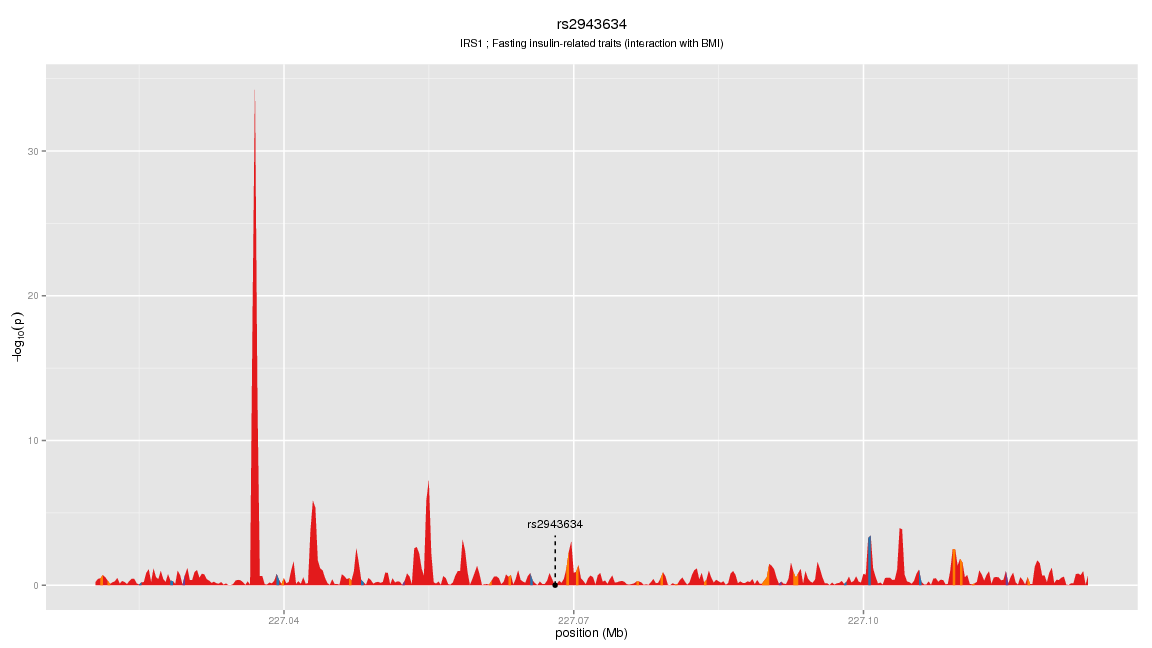 rs2943634
IRS1 ; Fasting insulin-related traits (interaction with BMI)
30
20
10
0
−log10(p)
rs2943634
227.04
227.07
227.10
position (Mb)